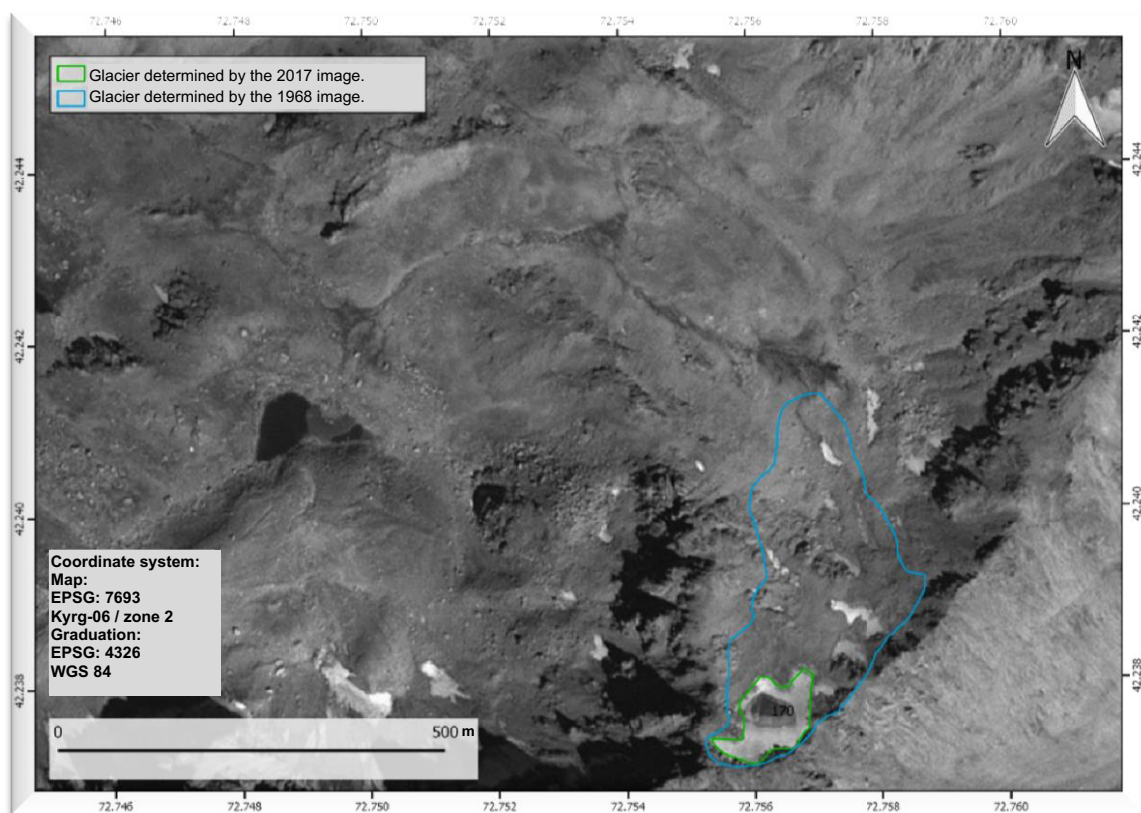 72.746 72.748 72.750 72.752 72.754 72.756 72.758 72.760
Glacier determined by the 2017 image.
Glacier determined by the 1968 image.
N
42.244 42.244
42.242 42.242
42.240 42.240
Coordinate system:
Map:
EPSG: 7693
Kyrg-06 / zone 2
Graduation:
EPSG: 4326
WGS 84
42.238 42.238
170
0 500 m
72.746 72.748 72.750 72.752 72.754 72.756 72.758 72.760